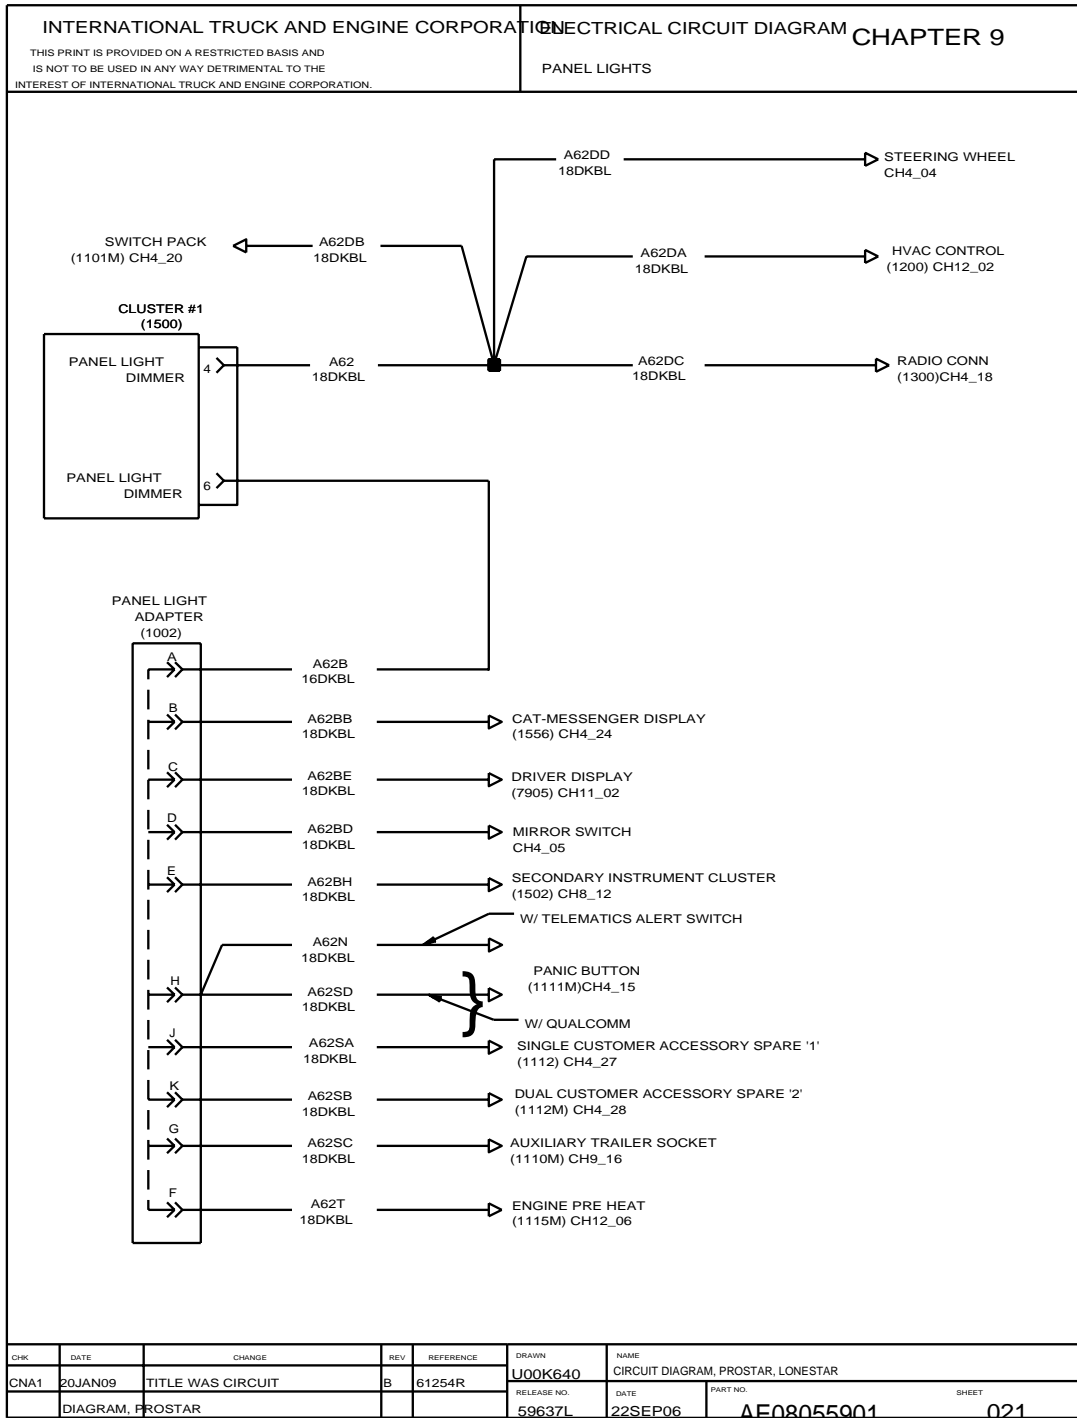 INTERNATIONAL TRUCK AND ENGINE CORPORATION
THIS PRINT IS PROVIDED ON A RESTRICTED BASIS AND
IS NOT TO BE USED IN ANY WAY DETRIMENTAL TO THE
INTEREST OF INTERNATIONAL TRUCK AND ENGINE CORPORATION.
ELECTRICAL CIRCUIT DIAGRAM
CHAPTER 9
PANEL LIGHTS
A62DD
18DKBL
STEERING WHEEL
CH4_04
SWITCH PACK
(1101M) CH4_20
A62DB
18DKBL
A62DA
18DKBL
HVAC CONTROL
(1200) CH12_02
CLUSTER #1
(1500)
PANEL LIGHT
DIMMER
4
A62
18DKBL
A62DC
18DKBL
RADIO CONN
(1300)CH4_18
PANEL LIGHT
DIMMER
6
PANEL LIGHT
ADAPTER
(1002)
A
A62B
16DKBL
B
A62BB
18DKBL
CAT-MESSENGER DISPLAY
(1556) CH4_24
C
A62BE
18DKBL
DRIVER DISPLAY
(7905) CH11_02
D
A62BD
18DKBL
MIRROR SWITCH
CH4_05
E
A62BH
18DKBL
SECONDARY INSTRUMENT CLUSTER
(1502) CH8_12
W/ TELEMATICS ALERT SWITCH
A62N
18DKBL
H
A62SD
18DKBL
PANIC BUTTON
(1111M)CH4_15
W/ QUALCOMM
J
A62SA
18DKBL
SINGLE CUSTOMER ACCESSORY SPARE '1'
(1112) CH4_27
K
A62SB
18DKBL
DUAL CUSTOMER ACCESSORY SPARE '2'
(1112M) CH4_28
G
A62SC
18DKBL
AUXILIARY TRAILER SOCKET
(1110M) CH9_16
F
A62T
18DKBL
ENGINE PRE HEAT
(1115M) CH12_06
CHK DATE CHANGE REV REFERENCE
CNA1 20JAN09 TITLE WAS CIRCUIT B 61254R
DIAGRAM, PROSTAR
DRAWN
U00K640
NAME
CIRCUIT DIAGRAM, PROSTAR, LONESTAR
RELEASE NO.
59637L
DATE
22SEP06
PART NO.
AE08055901
SHEET
021